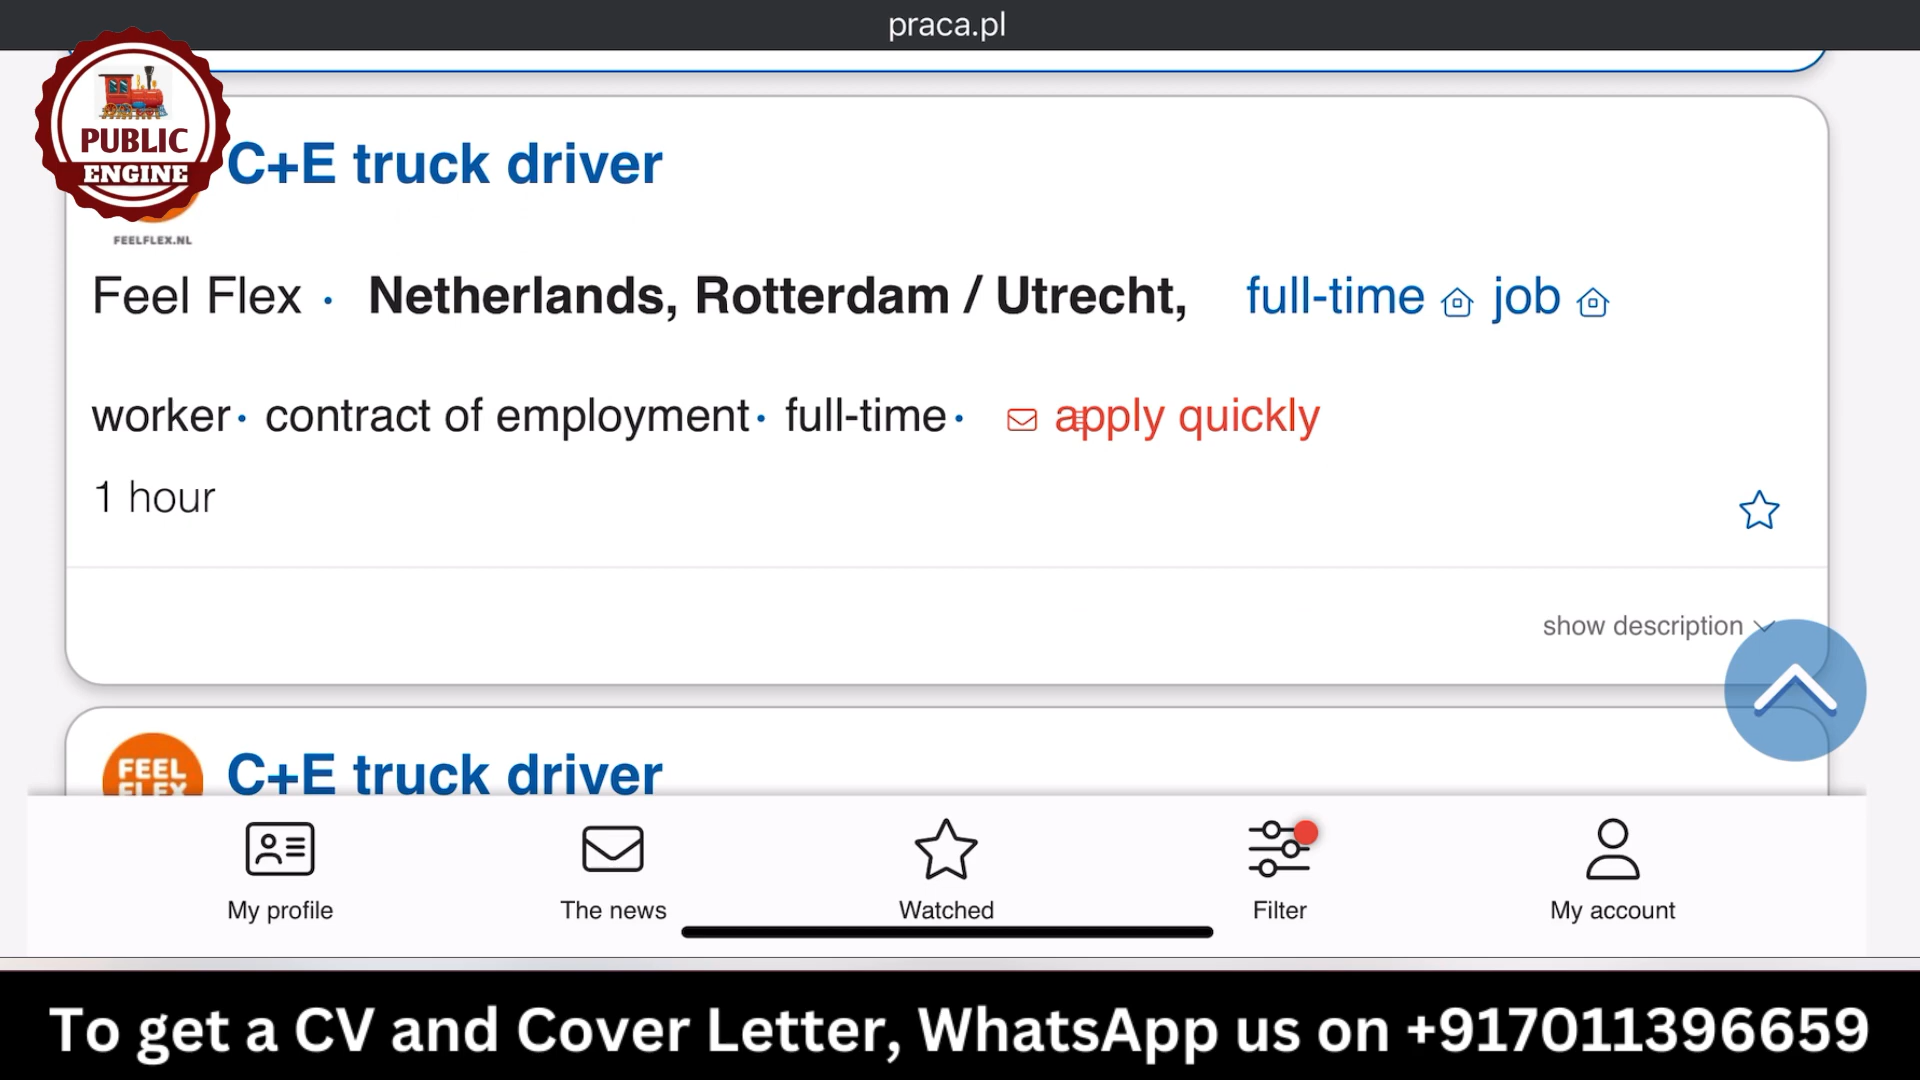 praca.pl
PUBLIC
ENGINE
C+E truck driver
FEELFLEX.NL
Feel Flex · Netherlands, Rotterdam / Utrecht, full-time job
worker · contract of employment · full-time · apply quickly
1 hour
show description
FEEL
FLEX
C+E truck driver
My profile
The news
Watched
Filter
My account
To get a CV and Cover Letter, WhatsApp us on +917011396659